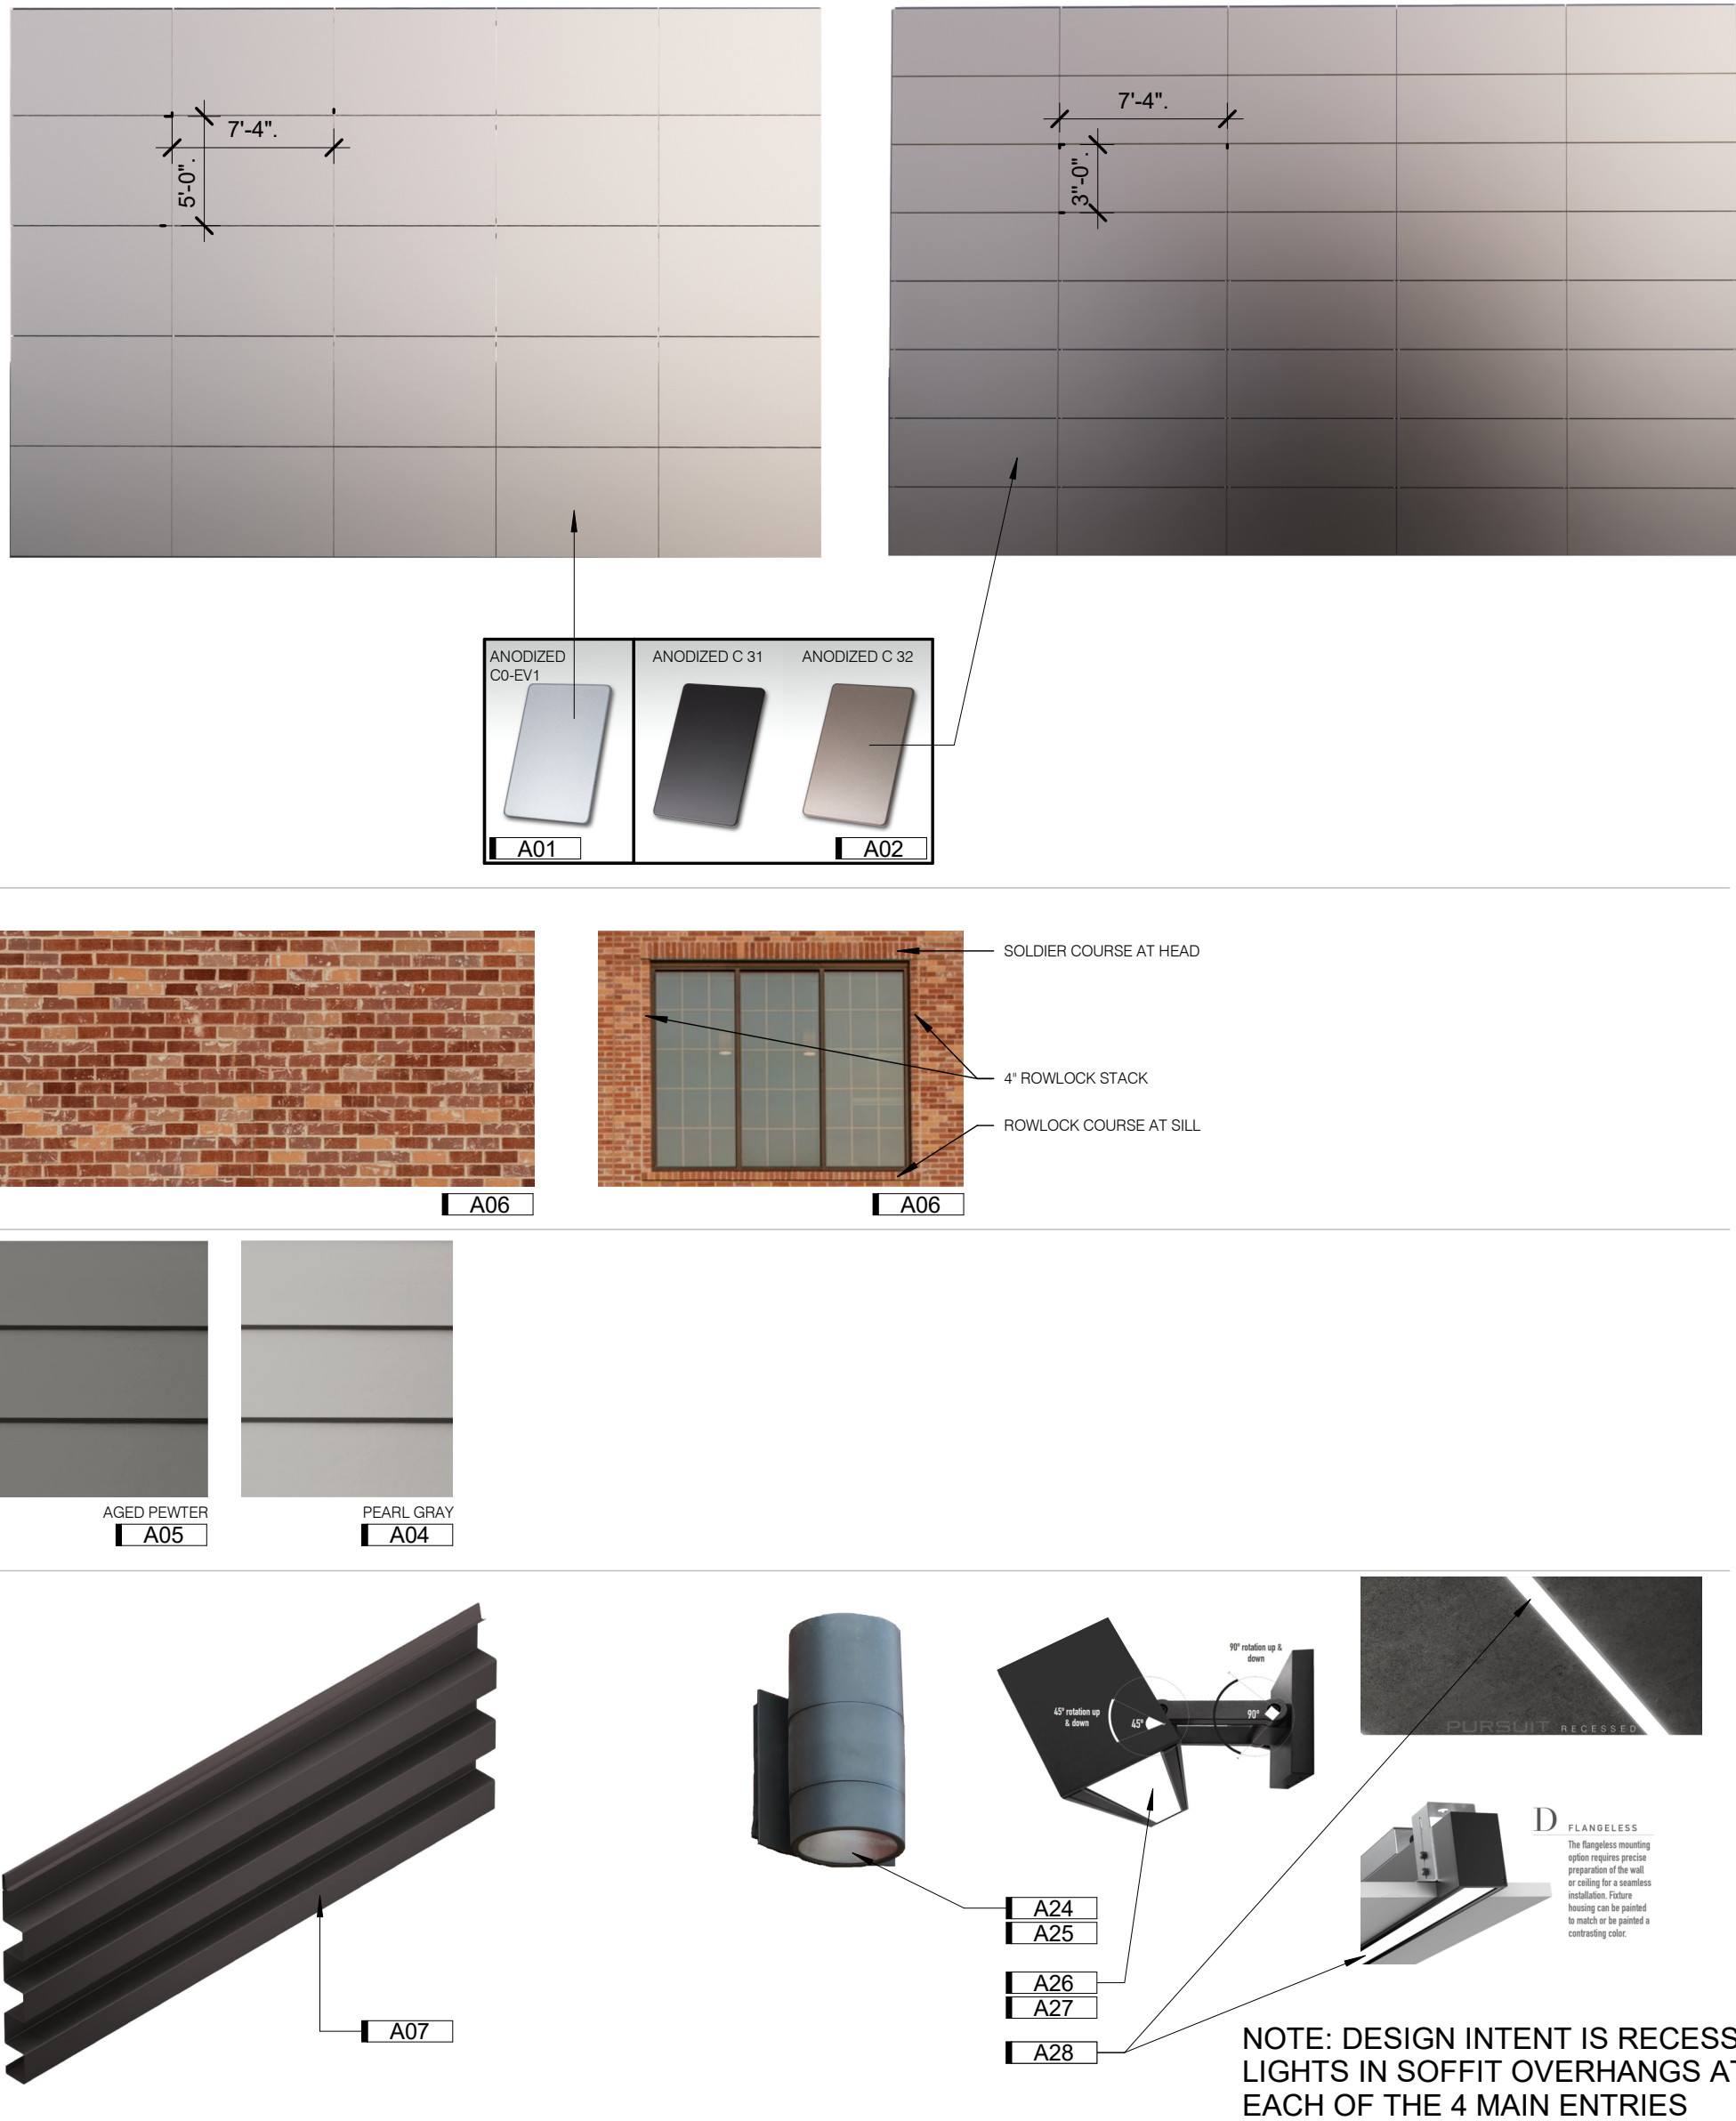 7'-4".
5'-0".
7'-4".
3"-0".
ANODIZED
C0-EV1
ANODIZED C 31
ANODIZED C 32
A01
A02
SOLDIER COURSE AT HEAD
4" ROWLOCK STACK
ROWLOCK COURSE AT SILL
A06
A06
AGED PEWTER
A05
PEARL GRAY
A04
90° rotation up &
down
45° rotation up
& down
45°
90°
PURSUIT RECESSED
D FLANGELESS
The flangeless mounting
option requires precise
preparation of the wall
or ceiling for a seamless
installation. Fixture
housing can be painted
to match or be painted a
contrasting color.
A24
A25
A26
A27
A28
A07
NOTE: DESIGN INTENT IS RECESS
LIGHTS IN SOFFIT OVERHANGS AT
EACH OF THE 4 MAIN ENTRIES